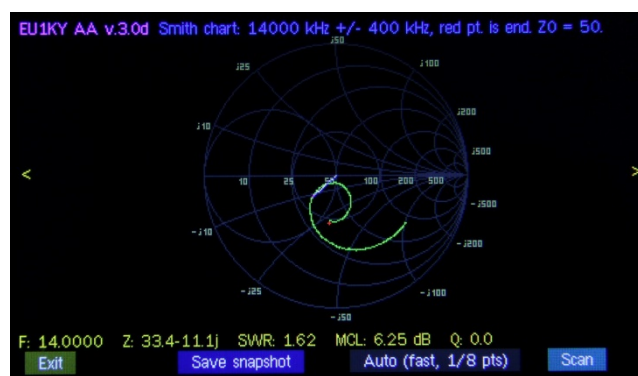 EU1KY AA v.3.0d Smith chart: 14000 kHz +/- 400 kHz, red pt. is end. Z0 = 50.
j50
j25 j100
j10 j200
j500
< 10 25 50 100 200 500 >
-j500
-j10 -j200
-j25 -j100
-j50
F: 14.0000 Z: 33.4-11.1j SWR: 1.62 MCL: 6.25 dB Q: 0.0
Exit Save snapshot Auto (fast, 1/8 pts) Scan